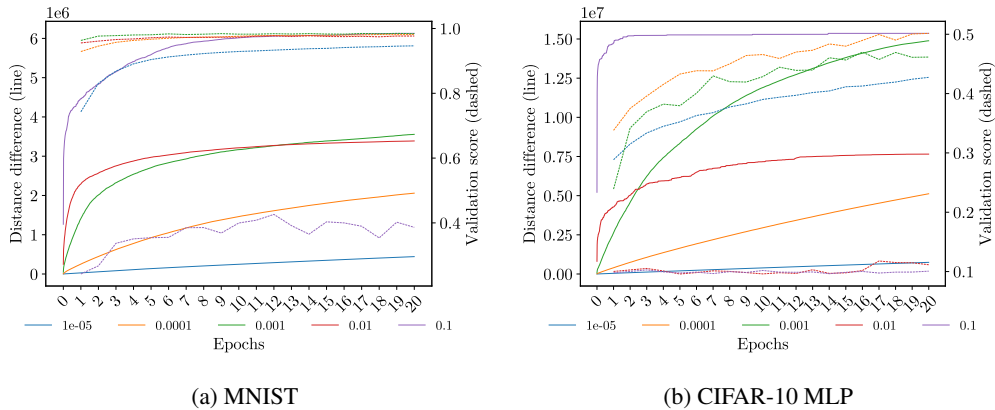 1e6
6
5
4
3
2
1
0
Distance difference (line)
1.0
0.8
0.6
0.4
Validation score (dashed)
0 1 2 3 4 5 6 7 8 9 10 11 12 13 14 15 16 17 18 19 20
1e-05 0.0001 0.001 0.01 0.1
Epochs
(a) MNIST
1e7
1.50
1.25
1.00
0.75
0.50
0.25
0.00
Distance difference (line)
0.5
0.4
0.3
0.2
0.1
Validation score (dashed)
0 1 2 3 4 5 6 7 8 9 10 11 12 13 14 15 16 17 18 19 20
1e-05 0.0001 0.001 0.01 0.1
Epochs
(b) CIFAR-10 MLP